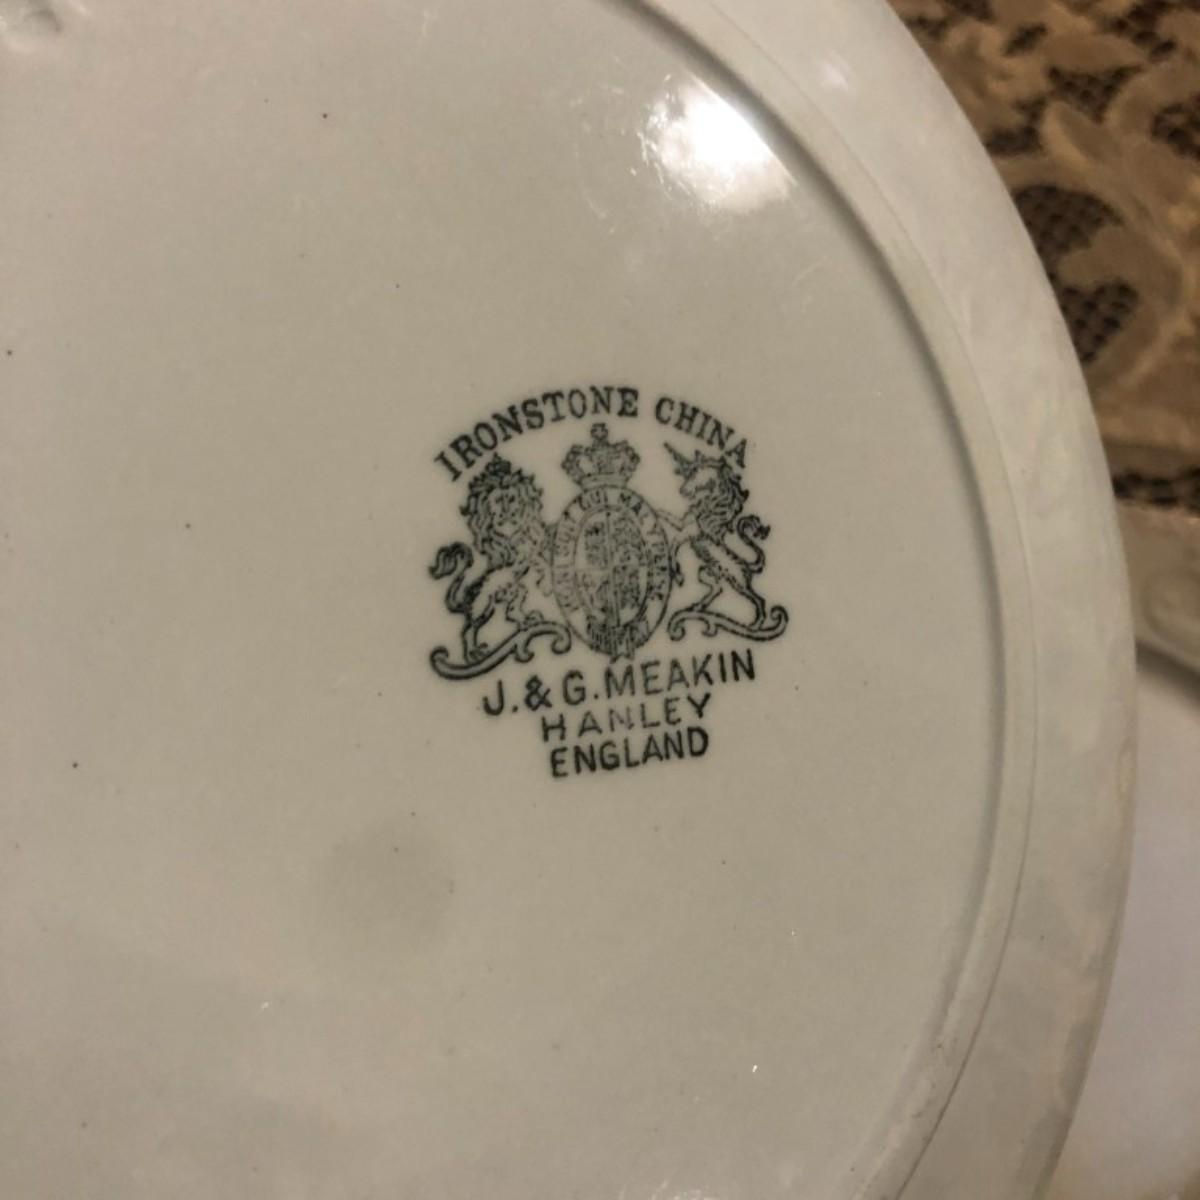 IRONSTONE CHINA
J. & G. MEAKIN
HANLEY
ENGLAND